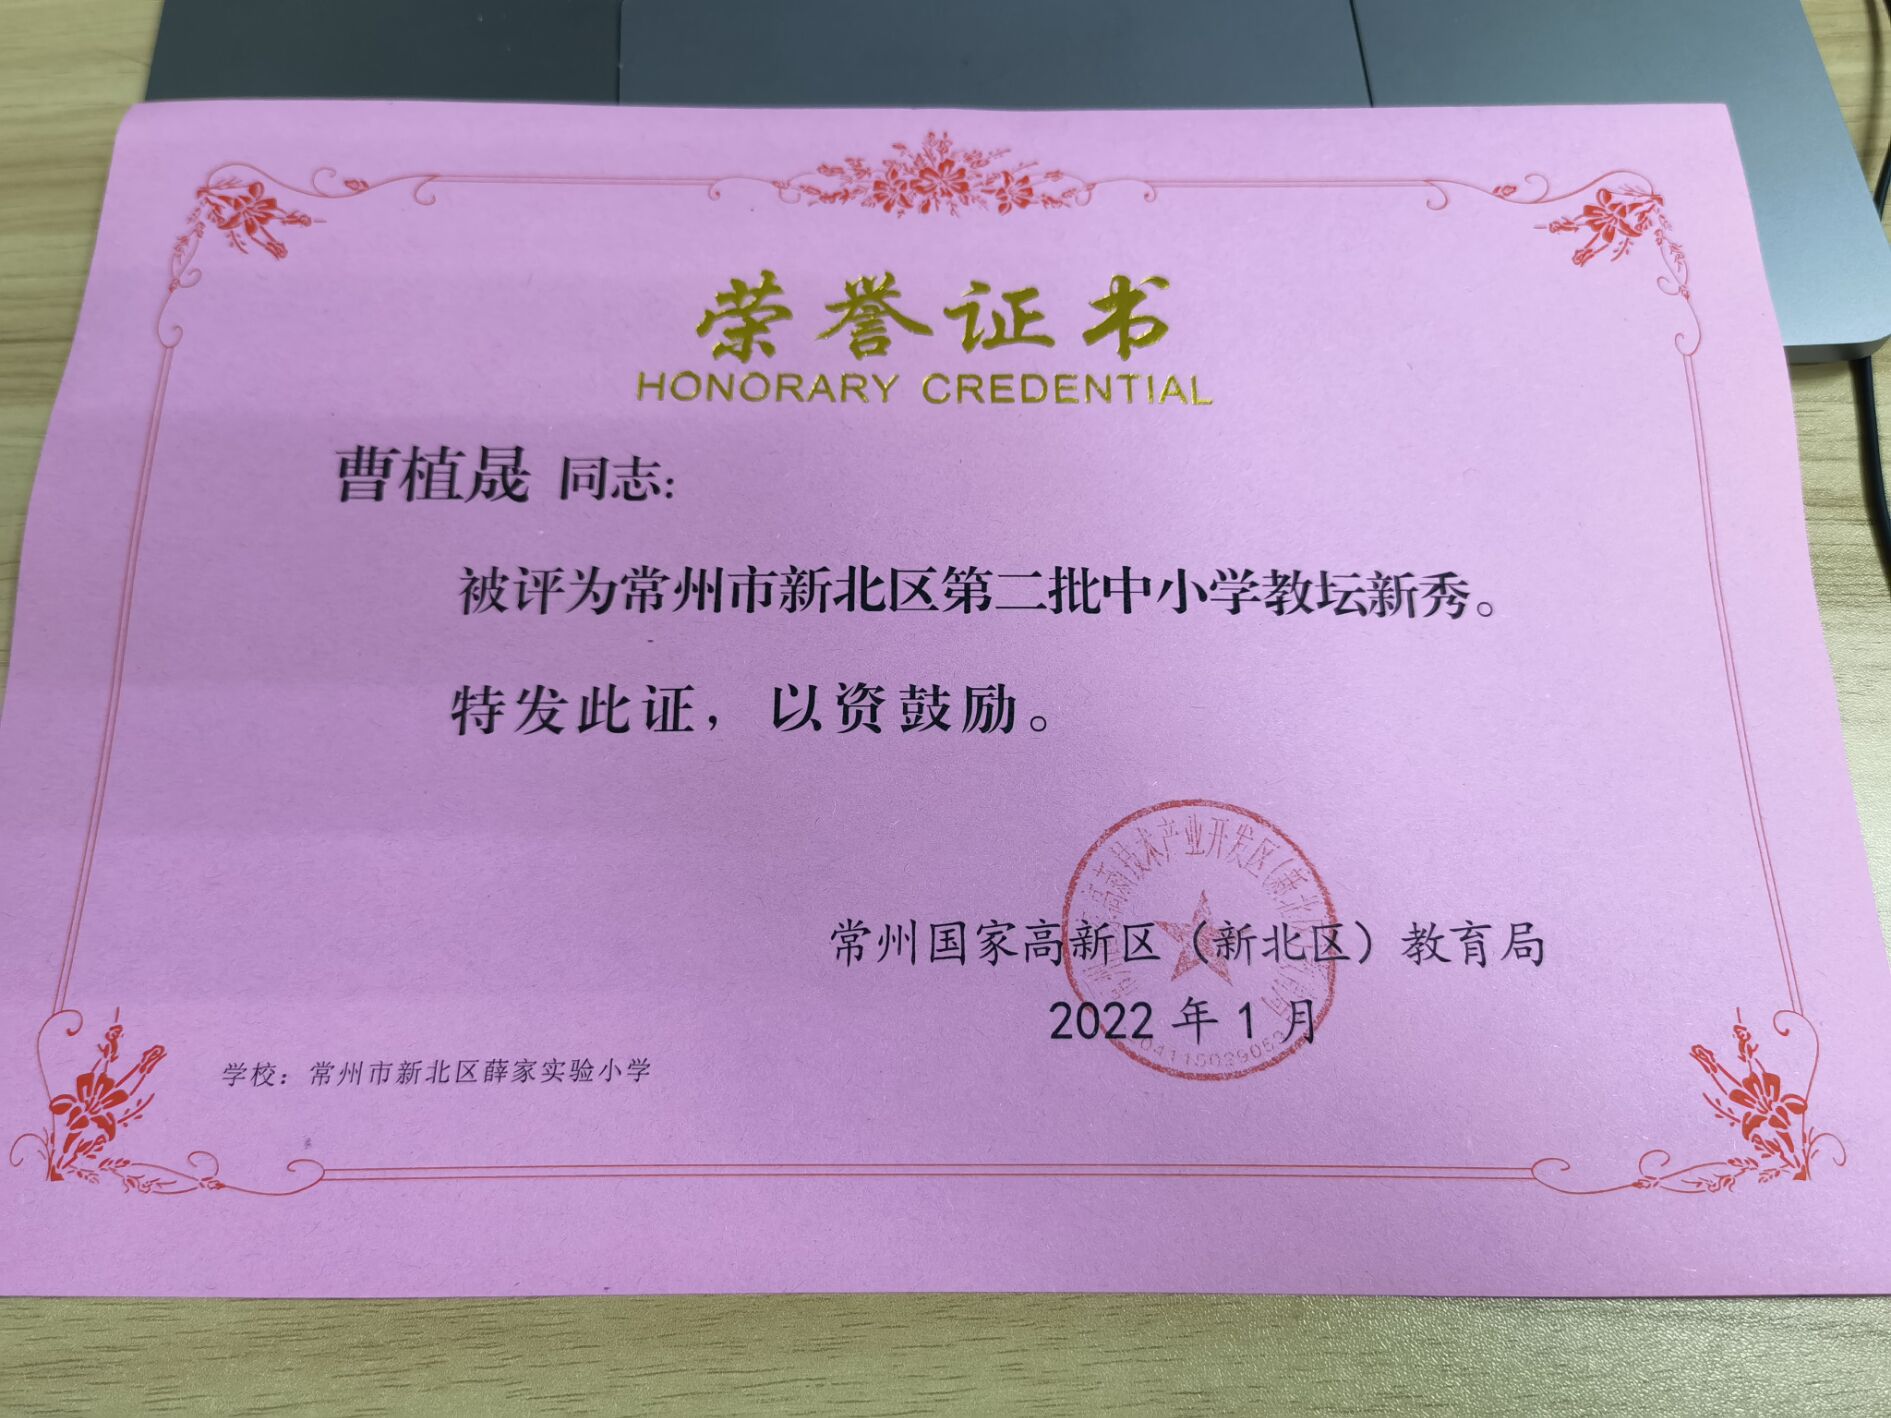 荣誉证书
HONORARY CREDENTIAL
曹植晟 同志：
被评为常州市新北区第二批中小学教坛新秀。
特发此证，以资鼓励。
常州国家高新区（新北区）教育局
2022 年 1 月
学校：常州市新北区薛家实验小学